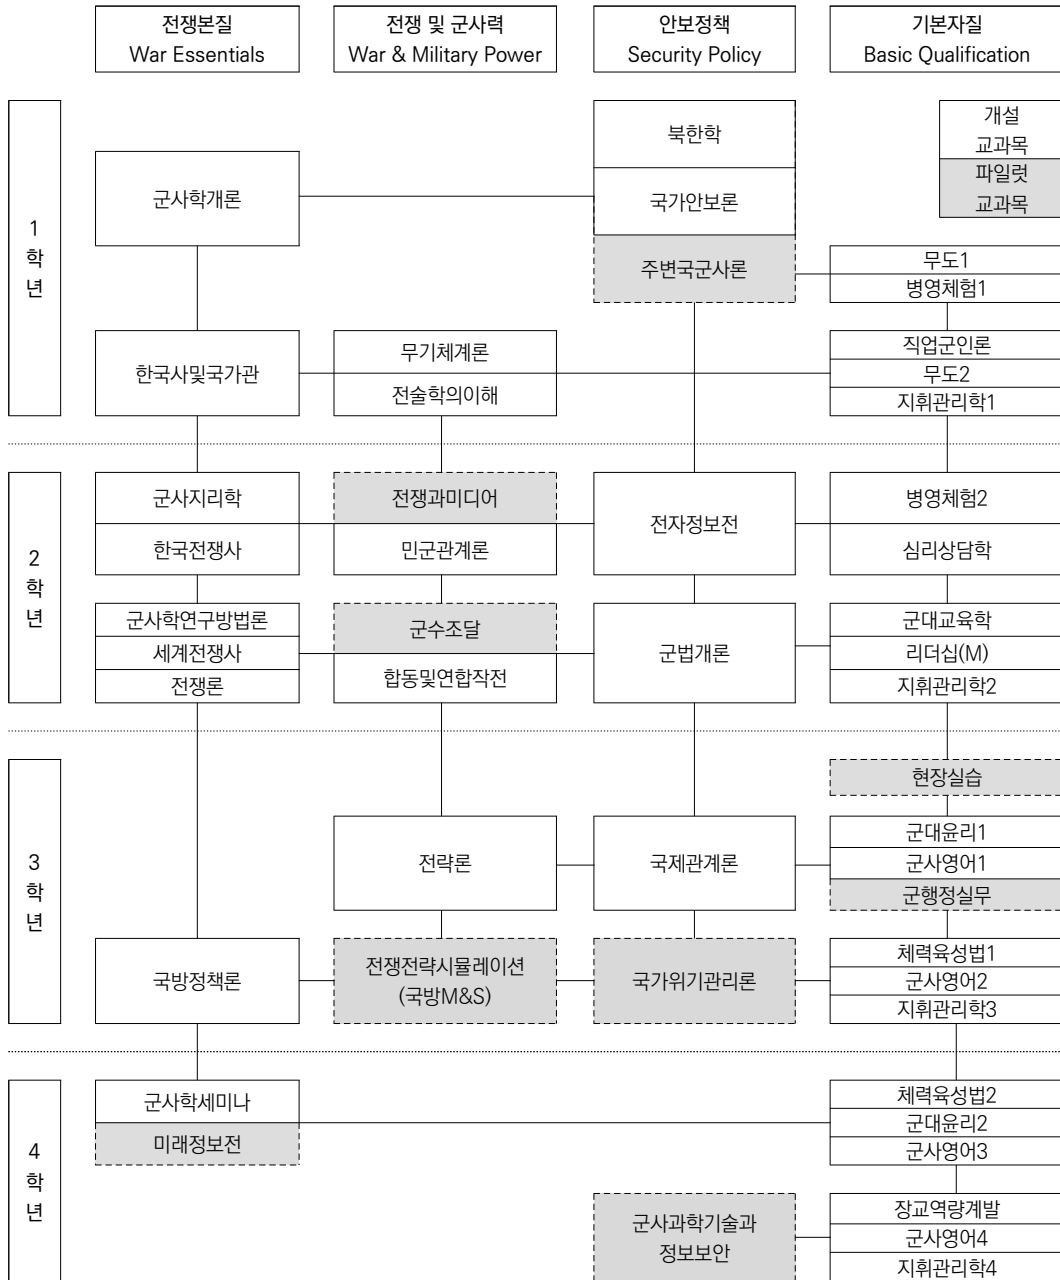 전쟁본질
War Essentials
전쟁 및 군사력
War & Military Power
안보정책
Security Policy
기본자질
Basic Qualification
개설
교과목
파일럿
교과목
1
학
년
군사학개론
북한학
국가안보론
주변국군사론
무도1
병영체험1
한국사및국가관
무기체계론
전술학의이해
직업군인론
무도2
지휘관리학1
2
학
년
군사지리학
한국전쟁사
전쟁과미디어
민군관계론
전자정보전
병영체험2
심리상담학
군사학연구방법론
세계전쟁사
전쟁론
군수조달
합동및연합작전
군법개론
군대교육학
리더십(M)
지휘관리학2
3
학
년
현장실습
전략론
국제관계론
군대윤리1
군사영어1
군행정실무
국방정책론
전쟁전략시뮬레이션
(국방M&S)
국가위기관리론
체력육성법1
군사영어2
지휘관리학3
4
학
년
군사학세미나
미래정보전
체력육성법2
군대윤리2
군사영어3
군사과학기술과
정보보안
장교역량계발
군사영어4
지휘관리학4